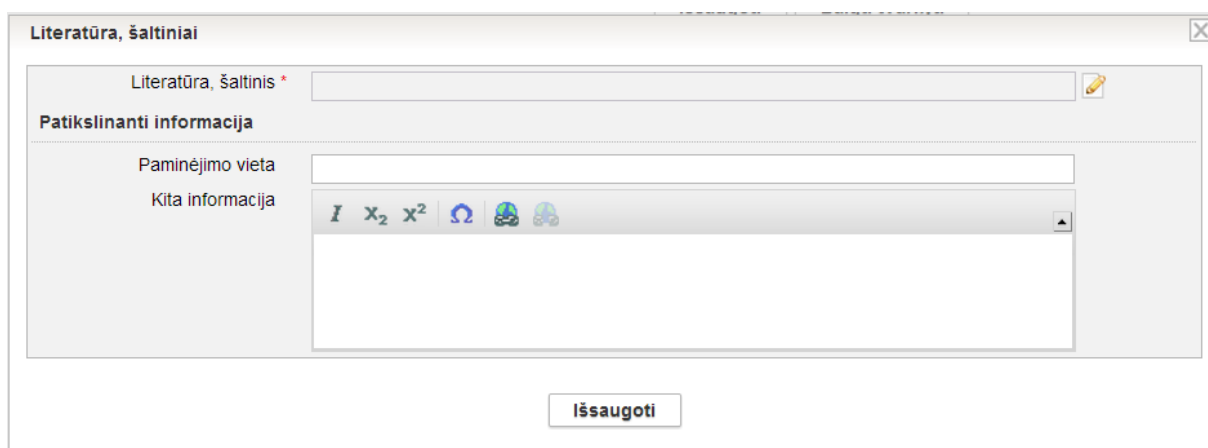 Literatūra, šaltiniai
Literatūra, šaltinis *
Patikslinanti informacija
Paminėjimo vieta
Kita informacija
I x₂ x² Ω
Išsaugoti